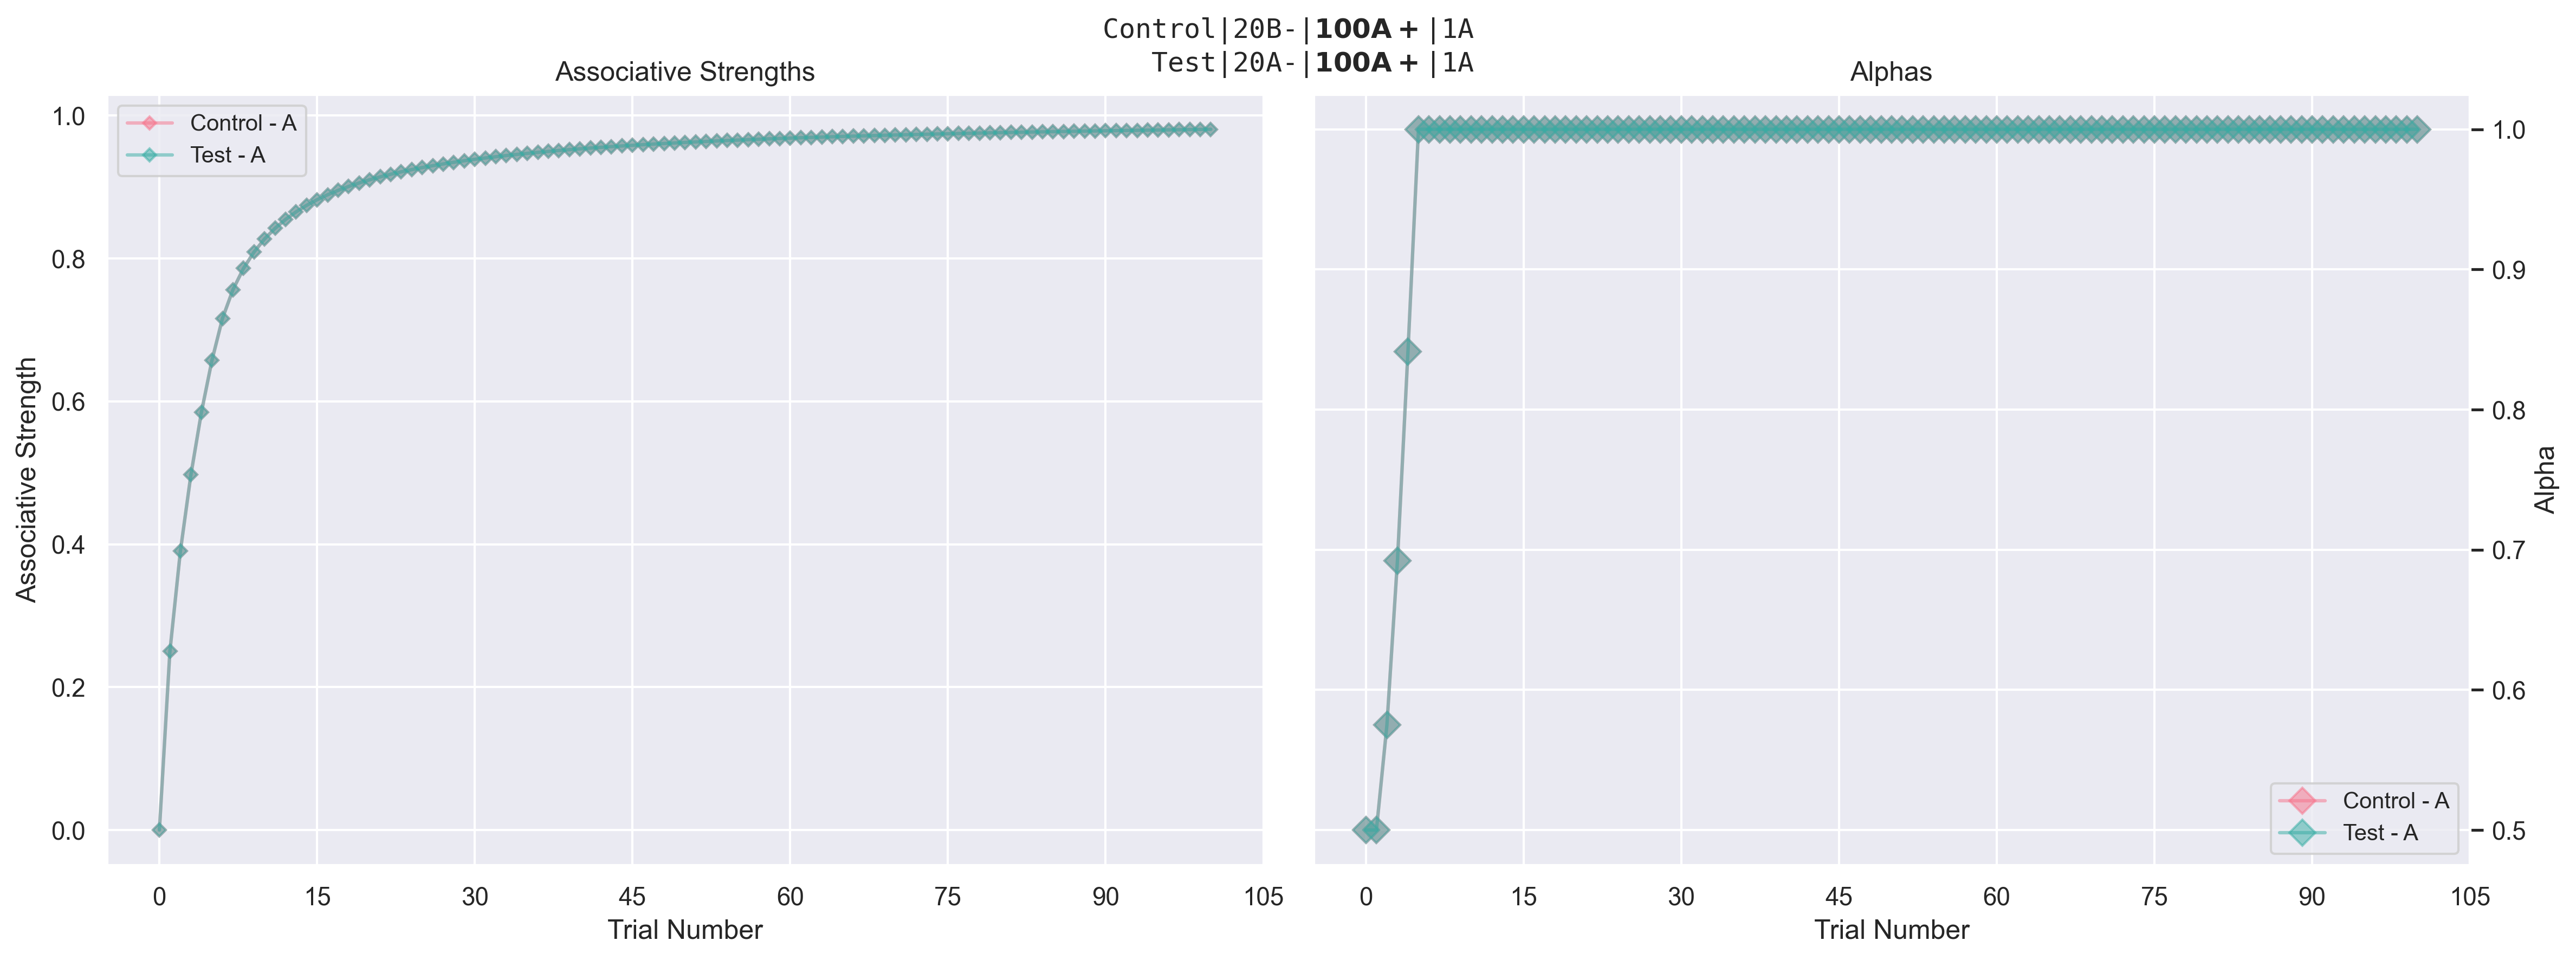 Control|20B-|100A+|1A
Test|20A-|100A+|1A
Associative Strengths
Control - A
Test - A
1.0
0.8
0.6
0.4
0.2
0.0
Associative Strength
0 15 30 45 60 75 90 105
Trial Number
Alphas
1.0
0.9
0.8
0.7
0.6
0.5
Alpha
Control - A
Test - A
0 15 30 45 60 75 90 105
Trial Number